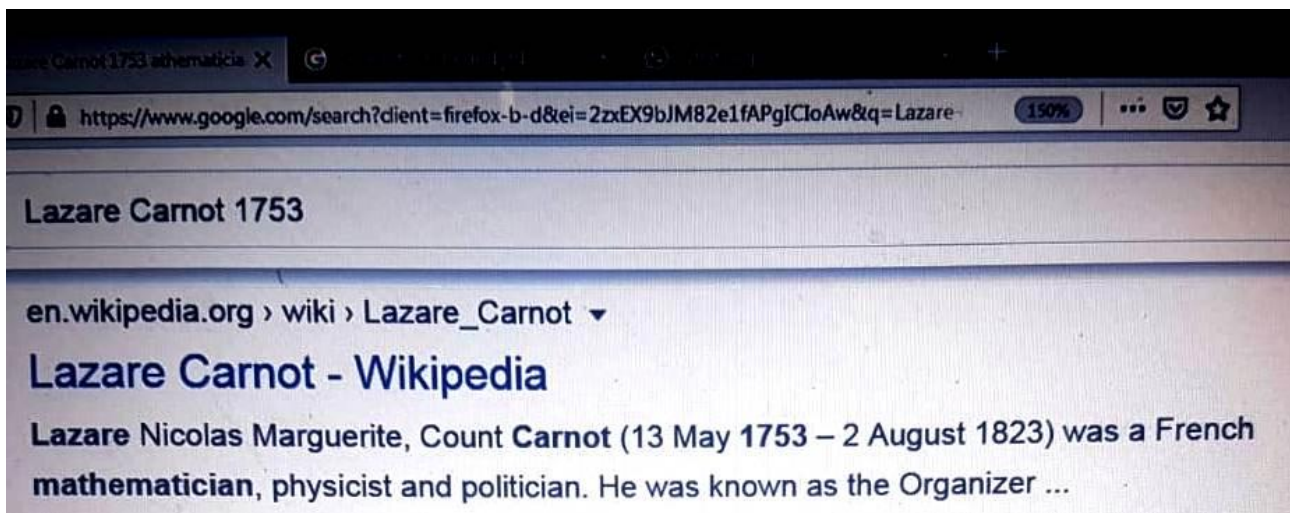 Carnot 1753 athematicia X G +
https://www.google.com/search?client=firefox-b-d&ei=2zxEX9bJM82e1fAPgICIoAw&q=Lazare- 150% ...
Lazare Carnot 1753
en.wikipedia.org › wiki › Lazare_Carnot ▾
Lazare Carnot - Wikipedia
Lazare Nicolas Marguerite, Count Carnot (13 May 1753 – 2 August 1823) was a French
mathematician, physicist and politician. He was known as the Organizer ...